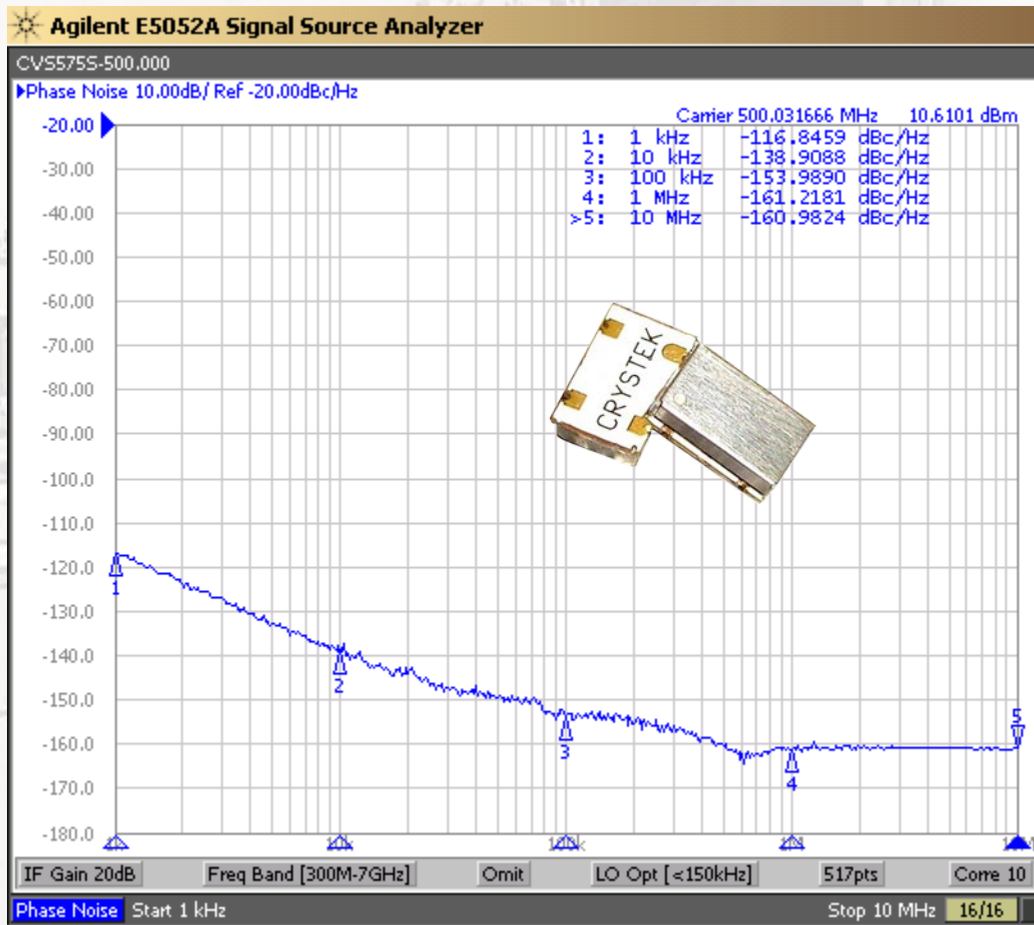 Agilent E5052A Signal Source Analyzer
CVS575S-500.000
Phase Noise 10.00dB/ Ref -20.00dBc/Hz
Carrier 500.031666 MHz 10.6101 dBm
1: 1 kHz -116.8459 dBc/Hz
2: 10 kHz -138.9088 dBc/Hz
3: 100 kHz -153.9890 dBc/Hz
4: 1 MHz -161.2181 dBc/Hz
>5: 10 MHz -160.9824 dBc/Hz
-20.00
-30.00
-40.00
-50.00
-60.00
-70.00
-80.00
-90.00
-100.0
-110.0
-120.0
-130.0
-140.0
-150.0
-160.0
-170.0
-180.0
CRYSTEK
1
2
3
4
5
1k 10k 100k 1M 10M
IF Gain 20dB Freq Band [300M-7GHz] Omit LO Opt [<150kHz] 517pts Corre 10
Phase Noise Start 1 kHz Stop 10 MHz 16/16